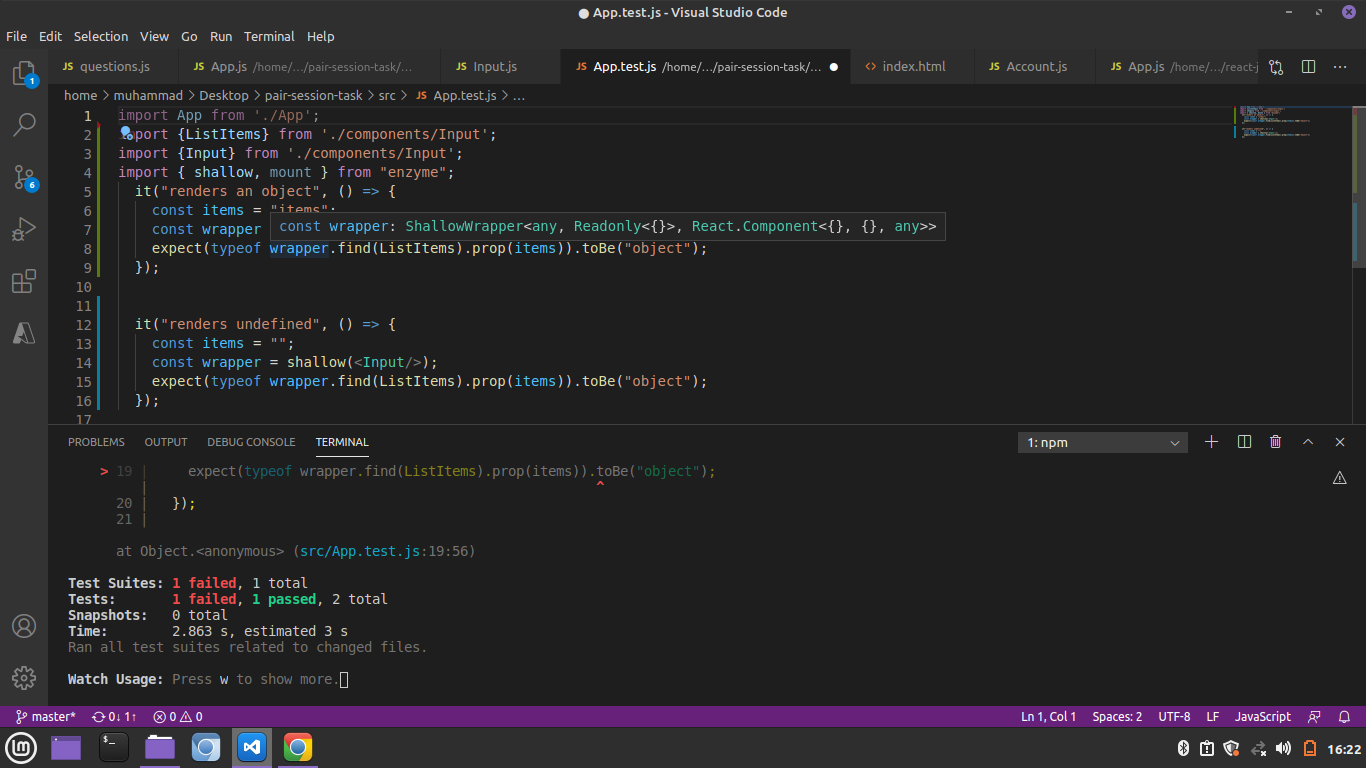 ● App.test.js - Visual Studio Code
File Edit Selection View Go Run Terminal Help
JS questions.js JS App.js /home/.../pair-session-task/... JS Input.js JS App.test.js /home/.../pair-session-task/... ● <> index.html JS Account.js JS App.js /home/.../react-j
1
home > muhammad > Desktop > pair-session-task > src > JS App.test.js > ...
1 import App from './App';
2 import {ListItems} from './components/Input';
3 import {Input} from './components/Input';
4 import { shallow, mount } from "enzyme";
5 it("renders an object", () => {
6 const items = "items";
7 const wrapper
const wrapper: ShallowWrapper<any, Readonly<{}>, React.Component<{}, {}, any>>
8 expect(typeof wrapper.find(ListItems).prop(items)).toBe("object");
9 });
10
11
12 it("renders undefined", () => {
13 const items = "";
14 const wrapper = shallow(<Input/>);
15 expect(typeof wrapper.find(ListItems).prop(items)).toBe("object");
16 });
17
6
PROBLEMS OUTPUT DEBUG CONSOLE TERMINAL 1: npm
> 19 | expect(typeof wrapper.find(ListItems).prop(items)).toBe("object");
| ^
20 | });
21 |
at Object.<anonymous> (src/App.test.js:19:56)
Test Suites: 1 failed, 1 total
Tests: 1 failed, 1 passed, 2 total
Snapshots: 0 total
Time: 2.863 s, estimated 3 s
Ran all test suites related to changed files.
Watch Usage: Press w to show more.
master* 0↓ 1↑ 0 0 Ln 1, Col 1 Spaces: 2 UTF-8 LF JavaScript
16:22